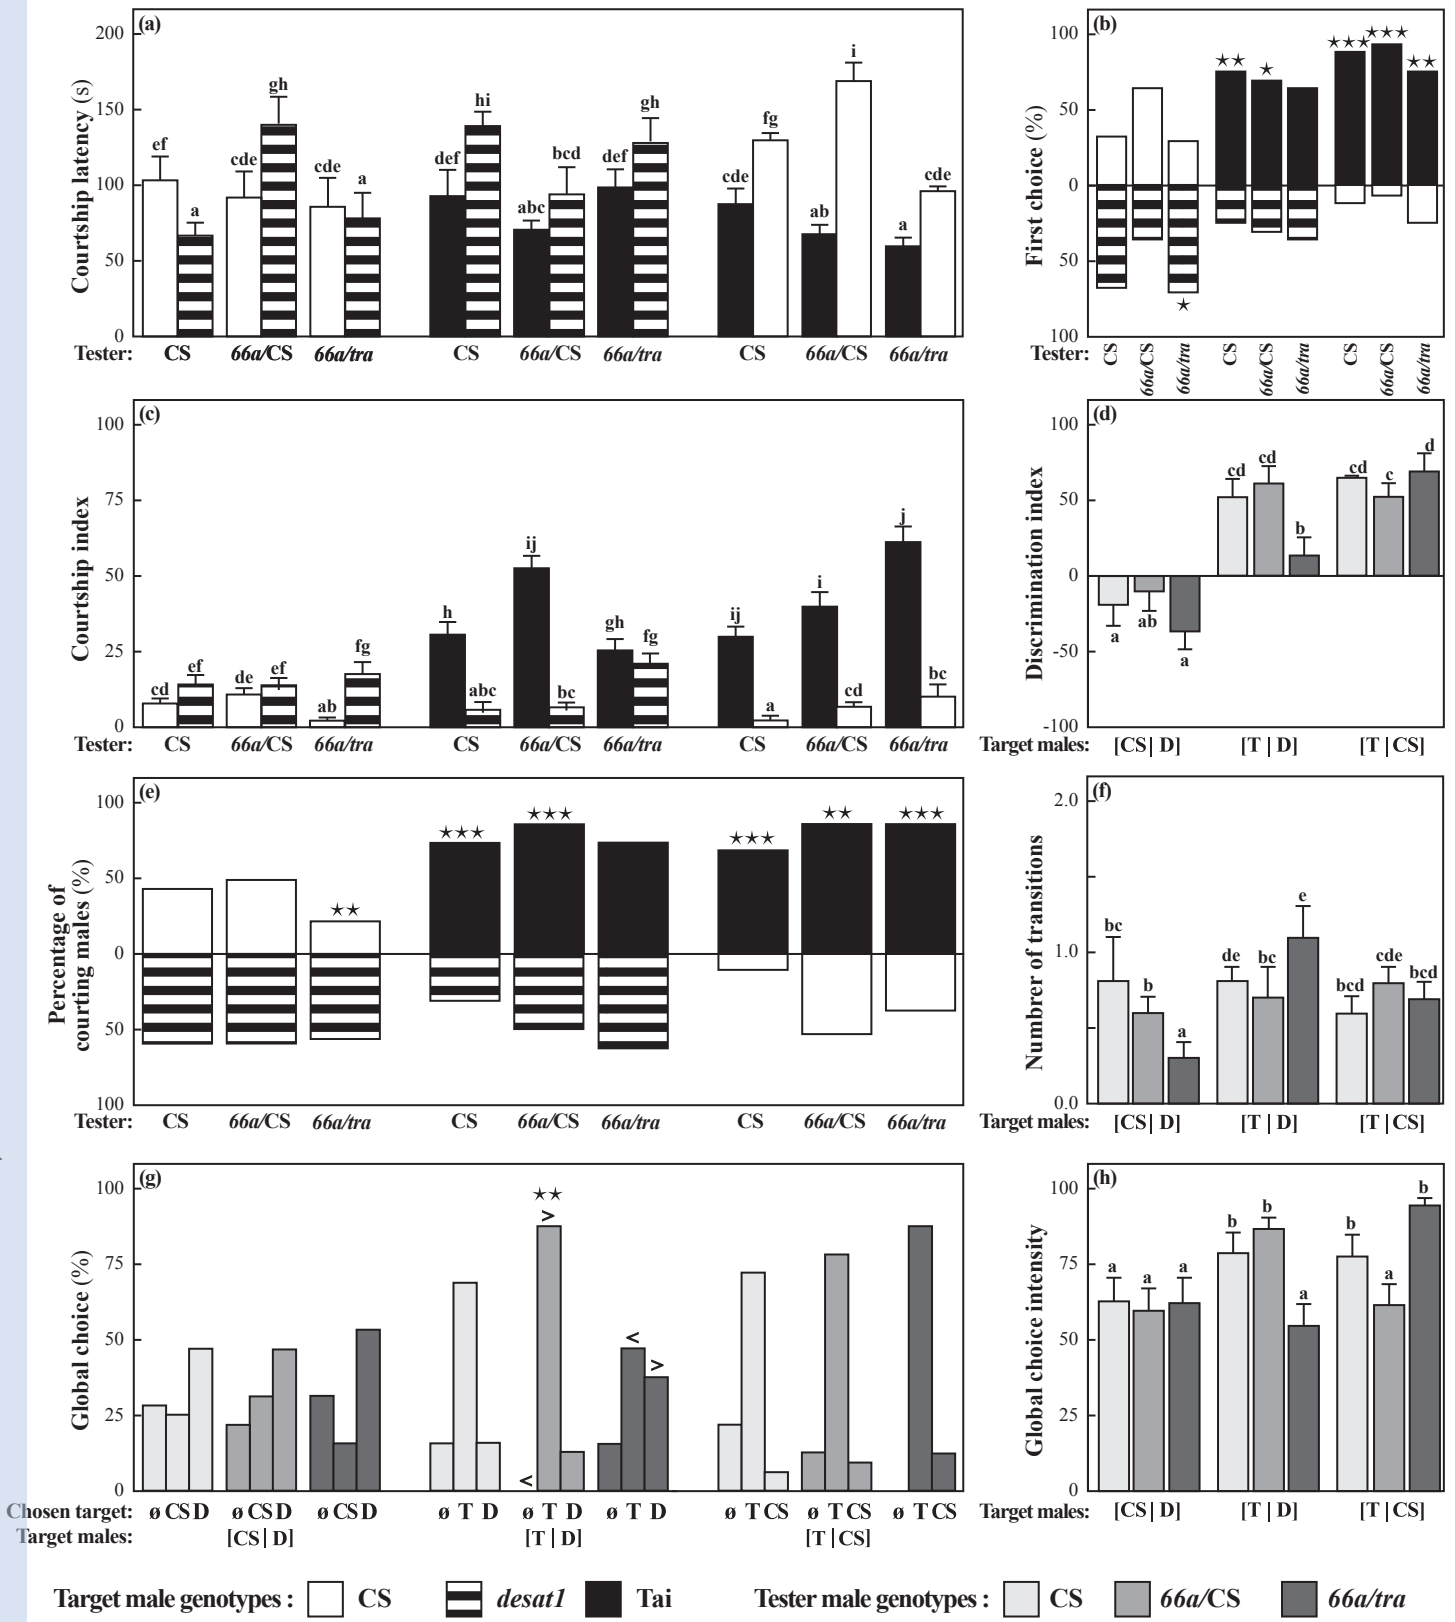 (a)
200
150
100
50
0
Courtship latency (s)
ef a cde gh cde a def hi abc bcd def gh cde fg ab i a cde
Tester: CS 66a/CS 66a/tra CS 66a/CS 66a/tra CS 66a/CS 66a/tra
(b)
100
50
0
50
100
First choice (%)
★★ ★ ★★★ ★★★ ★★
★
Tester: CS 66a/CS 66a/tra CS 66a/CS 66a/tra CS 66a/CS 66a/tra
(c)
100
75
50
25
0
Courtship index
cd ef de ef ab fg h abc ij bc gh fg ij a i cd j bc
Tester: CS 66a/CS 66a/tra CS 66a/CS 66a/tra CS 66a/CS 66a/tra
(d)
100
50
0
-50
-100
Discrimination index
a ab a cd cd b cd c d
Target males: [CS | D] [T | D] [T | CS]
(e)
100
50
0
50
100
Percentage of
courting males (%)
★★ ★★★ ★★★ ★★★ ★★ ★★★
Tester: CS 66a/CS 66a/tra CS 66a/CS 66a/tra CS 66a/CS 66a/tra
(f)
2.0
1.0
0.0
Numbrer of transitions
bc b a de bc e bcd cde bcd
Target males: [CS | D] [T | D] [T | CS]
(g)
100
75
50
25
0
Global choice (%)
★★
< > < >
Chosen target: ø CS D ø CS D ø CS D ø T D ø T D ø T D ø T CS ø T CS ø T CS
Target males: [CS | D] [T | D] [T | CS]
(h)
100
75
50
25
0
Global choice intensity
a a a b b a b a b
Target males: [CS | D] [T | D] [T | CS]
Target male genotypes : CS desat1 Tai Tester male genotypes : CS 66a/CS 66a/tra